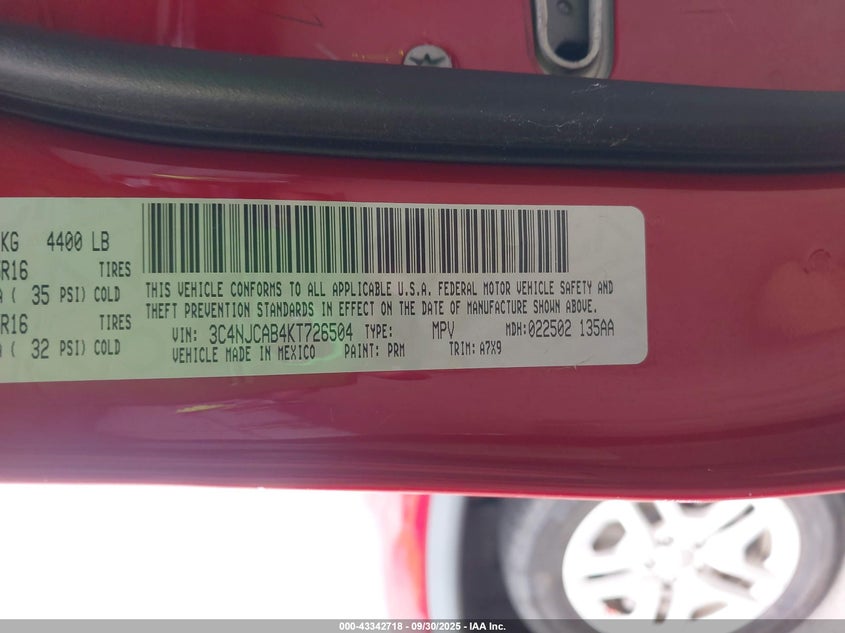 KG 4400 LB
R16 TIRES
( 35 PSI) COLD
R16 TIRES
( 32 PSI) COLD
THIS VEHICLE CONFORMS TO ALL APPLICABLE U.S.A. FEDERAL MOTOR VEHICLE SAFETY AND
THEFT PREVENTION STANDARDS IN EFFECT ON THE DATE OF MANUFACTURE SHOWN ABOVE.
VIN: 3C4NJCAB4KT726504 TYPE: MPV MDH:022502 135AA
VEHICLE MADE IN MEXICO PAINT: PRM TRIM: A7X9
000-43342718 - 09/30/2025 - IAA Inc.